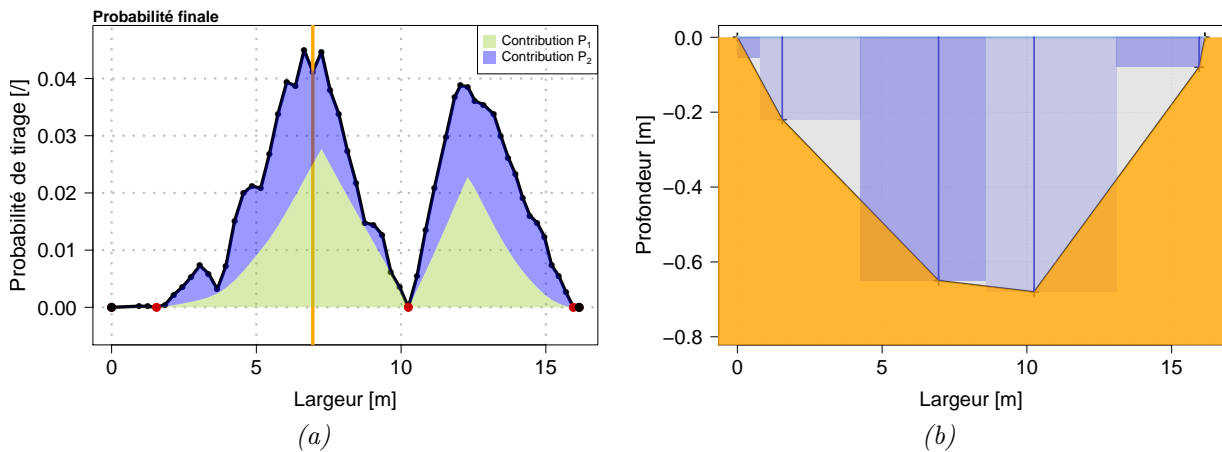 Probabilité finale
Contribution P1
Contribution P2
Probabilité de tirage [/]
0.04
0.03
0.02
0.01
0.00
0 5 10 15
Largeur [m]
(a)
Profondeur [m]
0.0
−0.2
−0.4
−0.6
−0.8
0 5 10 15
Largeur [m]
(b)